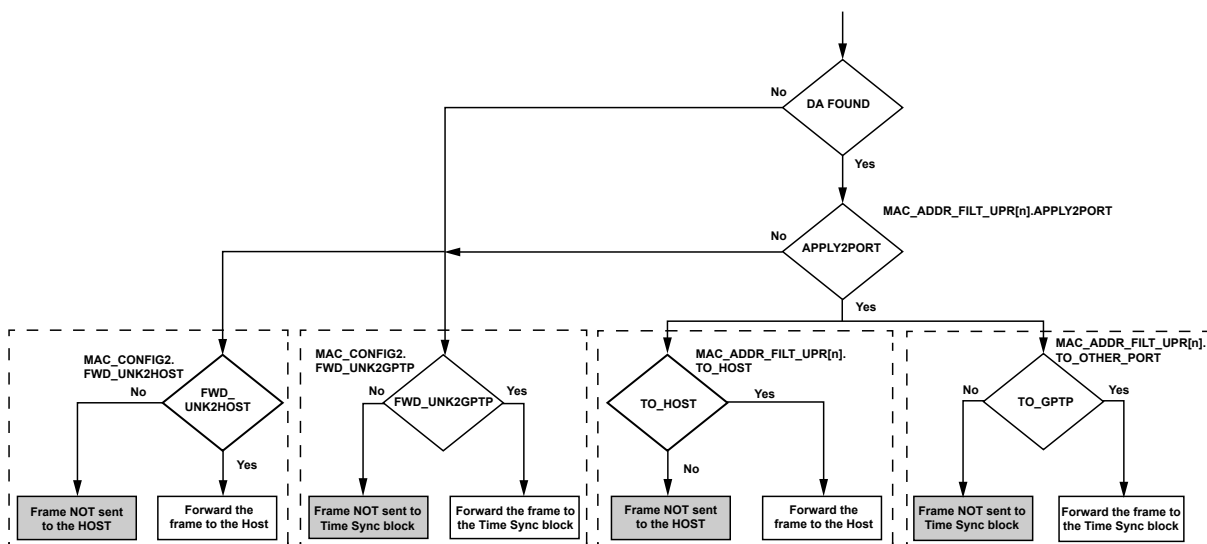 DA FOUND
No
Yes
MAC_ADDR_FILT_UPR[n].APPLY2PORT
No
APPLY2PORT
Yes
MAC_CONFIG2.
FWD_UNK2HOST
No
FWD_
UNK2HOST
Yes
Frame NOT sent
to the HOST
Forward the
frame to the Host
MAC_CONFIG2.
FWD_UNK2GPTP
No
FWD_UNK2GPTP
Yes
Frame NOT sent to
Time Sync block
Forward the frame to
the Time Sync block
MAC_ADDR_FILT_UPR[n].
TO_HOST
TO_HOST
Yes
No
Frame NOT sent
to the HOST
Forward the
frame to the Host
MAC_ADDR_FILT_UPR[n].
TO_OTHER_PORT
No
TO_GPTP
Yes
Frame NOT sent to
Time Sync block
Forward the frame to
the Time Sync block